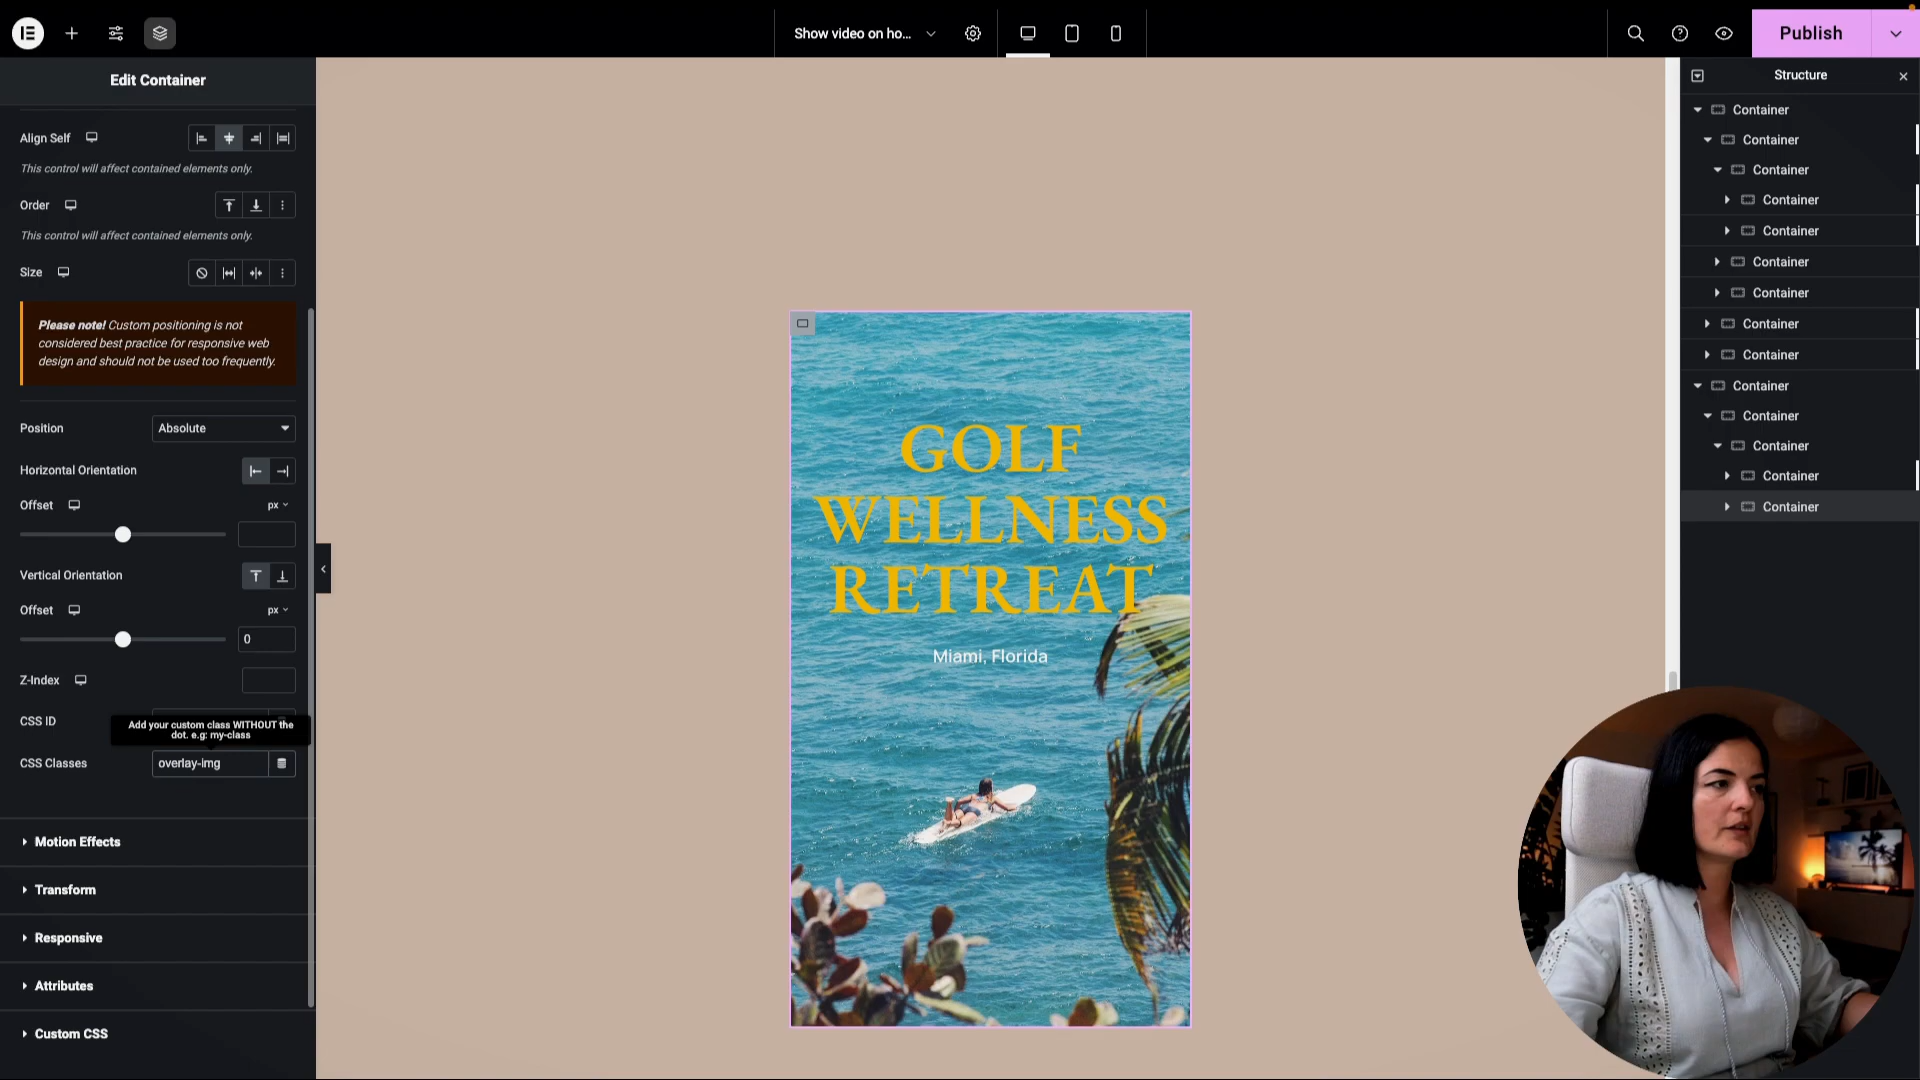 Show video on ho...
Publish
Edit Container
Structure
Align Self
This control will affect contained elements only.
Order
This control will affect contained elements only.
Size
Please note! Custom positioning is not
considered best practice for responsive web
design and should not be used too frequently.
Position
Absolute
Horizontal Orientation
Offset
px
Vertical Orientation
Offset
px
0
Z-Index
CSS ID
Add your custom class WITHOUT the
dot. e.g: my-class
CSS Classes
overlay-img
Motion Effects
Transform
Responsive
Attributes
Custom CSS
GOLF
WELLNESS
RETREAT
Miami, Florida
Container
Container
Container
Container
Container
Container
Container
Container
Container
Container
Container
Container
Container
Container